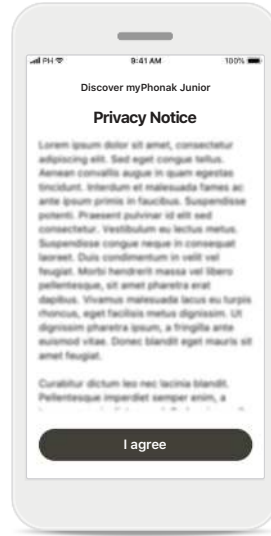 PH
9:41 AM
100%
Discover myPhonak Junior
Privacy Notice
Lorem ipsum dolor sit amet, consectetur
adipiscing elit. Sed eget congue tellus.
Aenean convallis augue in quam egestas
tincidunt. Interdum et malesuada fames ac
ante ipsum primis in faucibus. Suspendisse
potenti. Praesent pulvinar id elit sed
consectetur. Vestibulum eu lectus metus.
Suspendisse congue neque in consequat
laoreet. Duis condimentum in velit vel
feugiat. Morbi hendrerit massa vel libero
pellentesque, sit amet pharetra erat
dapibus. Vivamus malesuada lacus eu turpis
rhoncus, eget facilisis metus dignissim. Ut
dignissim pharetra ipsum, a fringilla ante
euismod vitae. Donec blandit eget mauris sit
amet feugiat.
Curabitur dictum leo nec lacinia blandit.
Pellentesque imperdiet semper enim, a
I agree